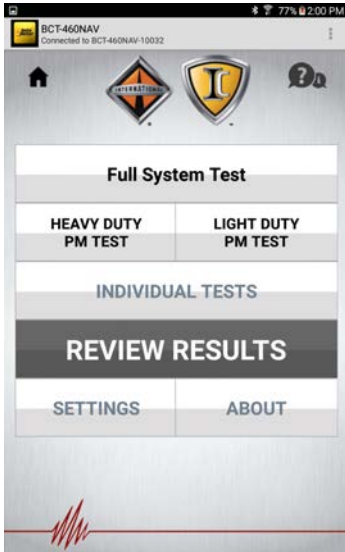 77% 2:00 PM
BCT-460NAV
Connected to BCT-460NAV-10032
INTERNATIONAL
Full System Test
HEAVY DUTY
PM TEST
LIGHT DUTY
PM TEST
INDIVIDUAL TESTS
REVIEW RESULTS
SETTINGS
ABOUT